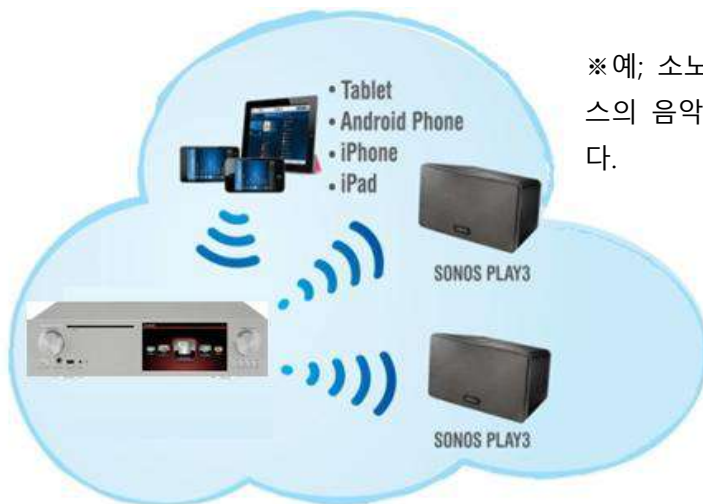 • Tablet
• Android Phone
• iPhone
• iPad
※예; 소노
스의 음악
다.
SONOS PLAY3
SONOS PLAY3